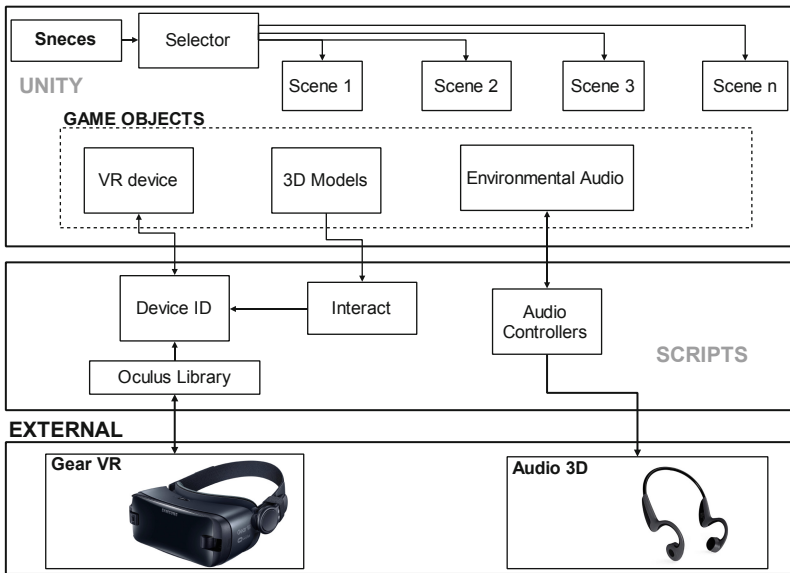 Sneces
Selector
Scene 1
Scene 2
Scene 3
Scene n
UNITY
GAME OBJECTS
VR device
3D Models
Environmental Audio
Device ID
Interact
Audio
Controllers
SCRIPTS
Oculus Library
EXTERNAL
Gear VR
Audio 3D
SAMSUNG